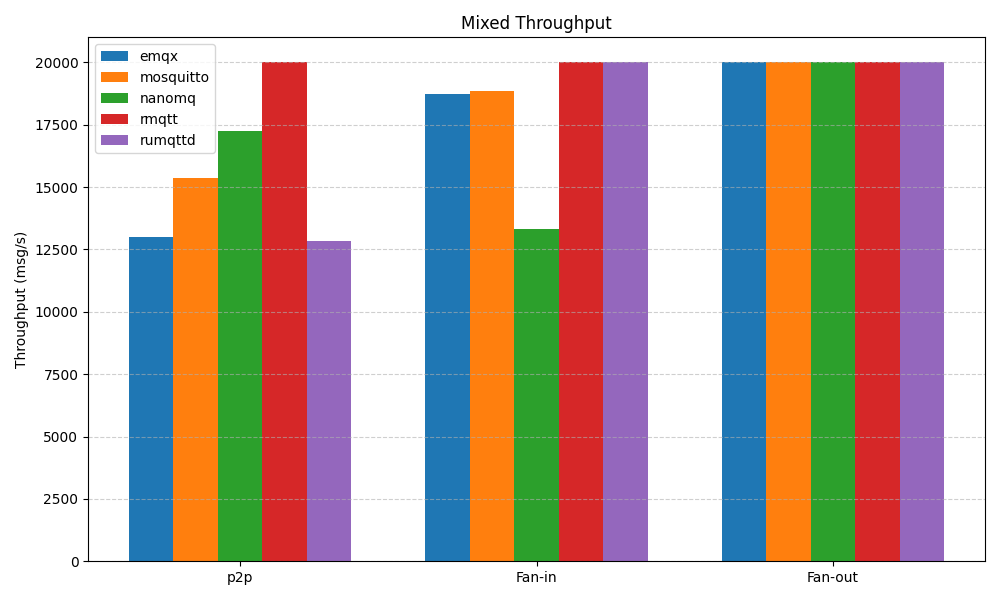 Mixed Throughput
emqx
mosquitto
nanomq
rmqtt
rumqttd
Throughput (msg/s)
20000
17500
15000
12500
10000
7500
5000
2500
0
p2p
Fan-in
Fan-out